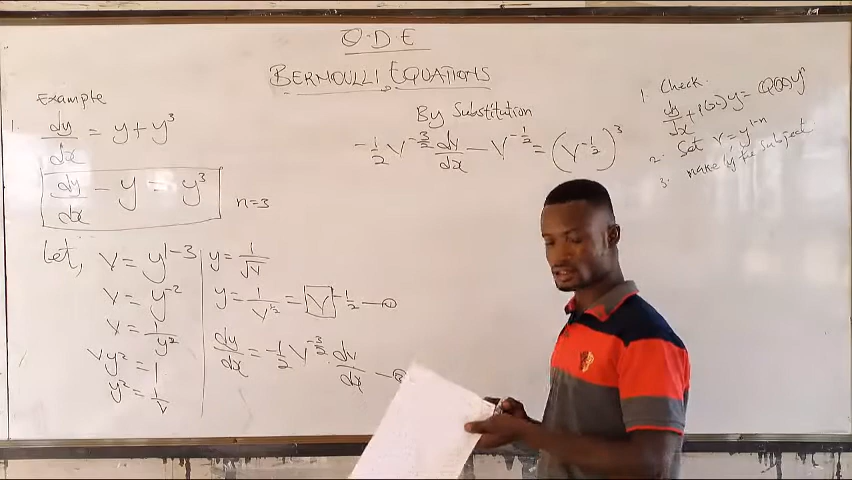 O.D.E
BERNOULLI EQUATIONS
Example
1. dy/dx = y + y³
dy/dx - y = y³
n=3
Let, v = y^1-3
v = y^-2
v = 1/y²
vy² = 1
y² = 1/v
y = 1/√v
y = 1/v^1/2 = v^-1/2 —①
dy/dx = -1/2 v^-3/2 dv/dx —②
By Substitution
-1/2 v^-3/2 dy/dx - v^-1/2 = (v^-1/2)³
1. Check.
dy/dx + P(x)y = Q(x)y^n
2. Set v = y^1-n
3. make y the subject